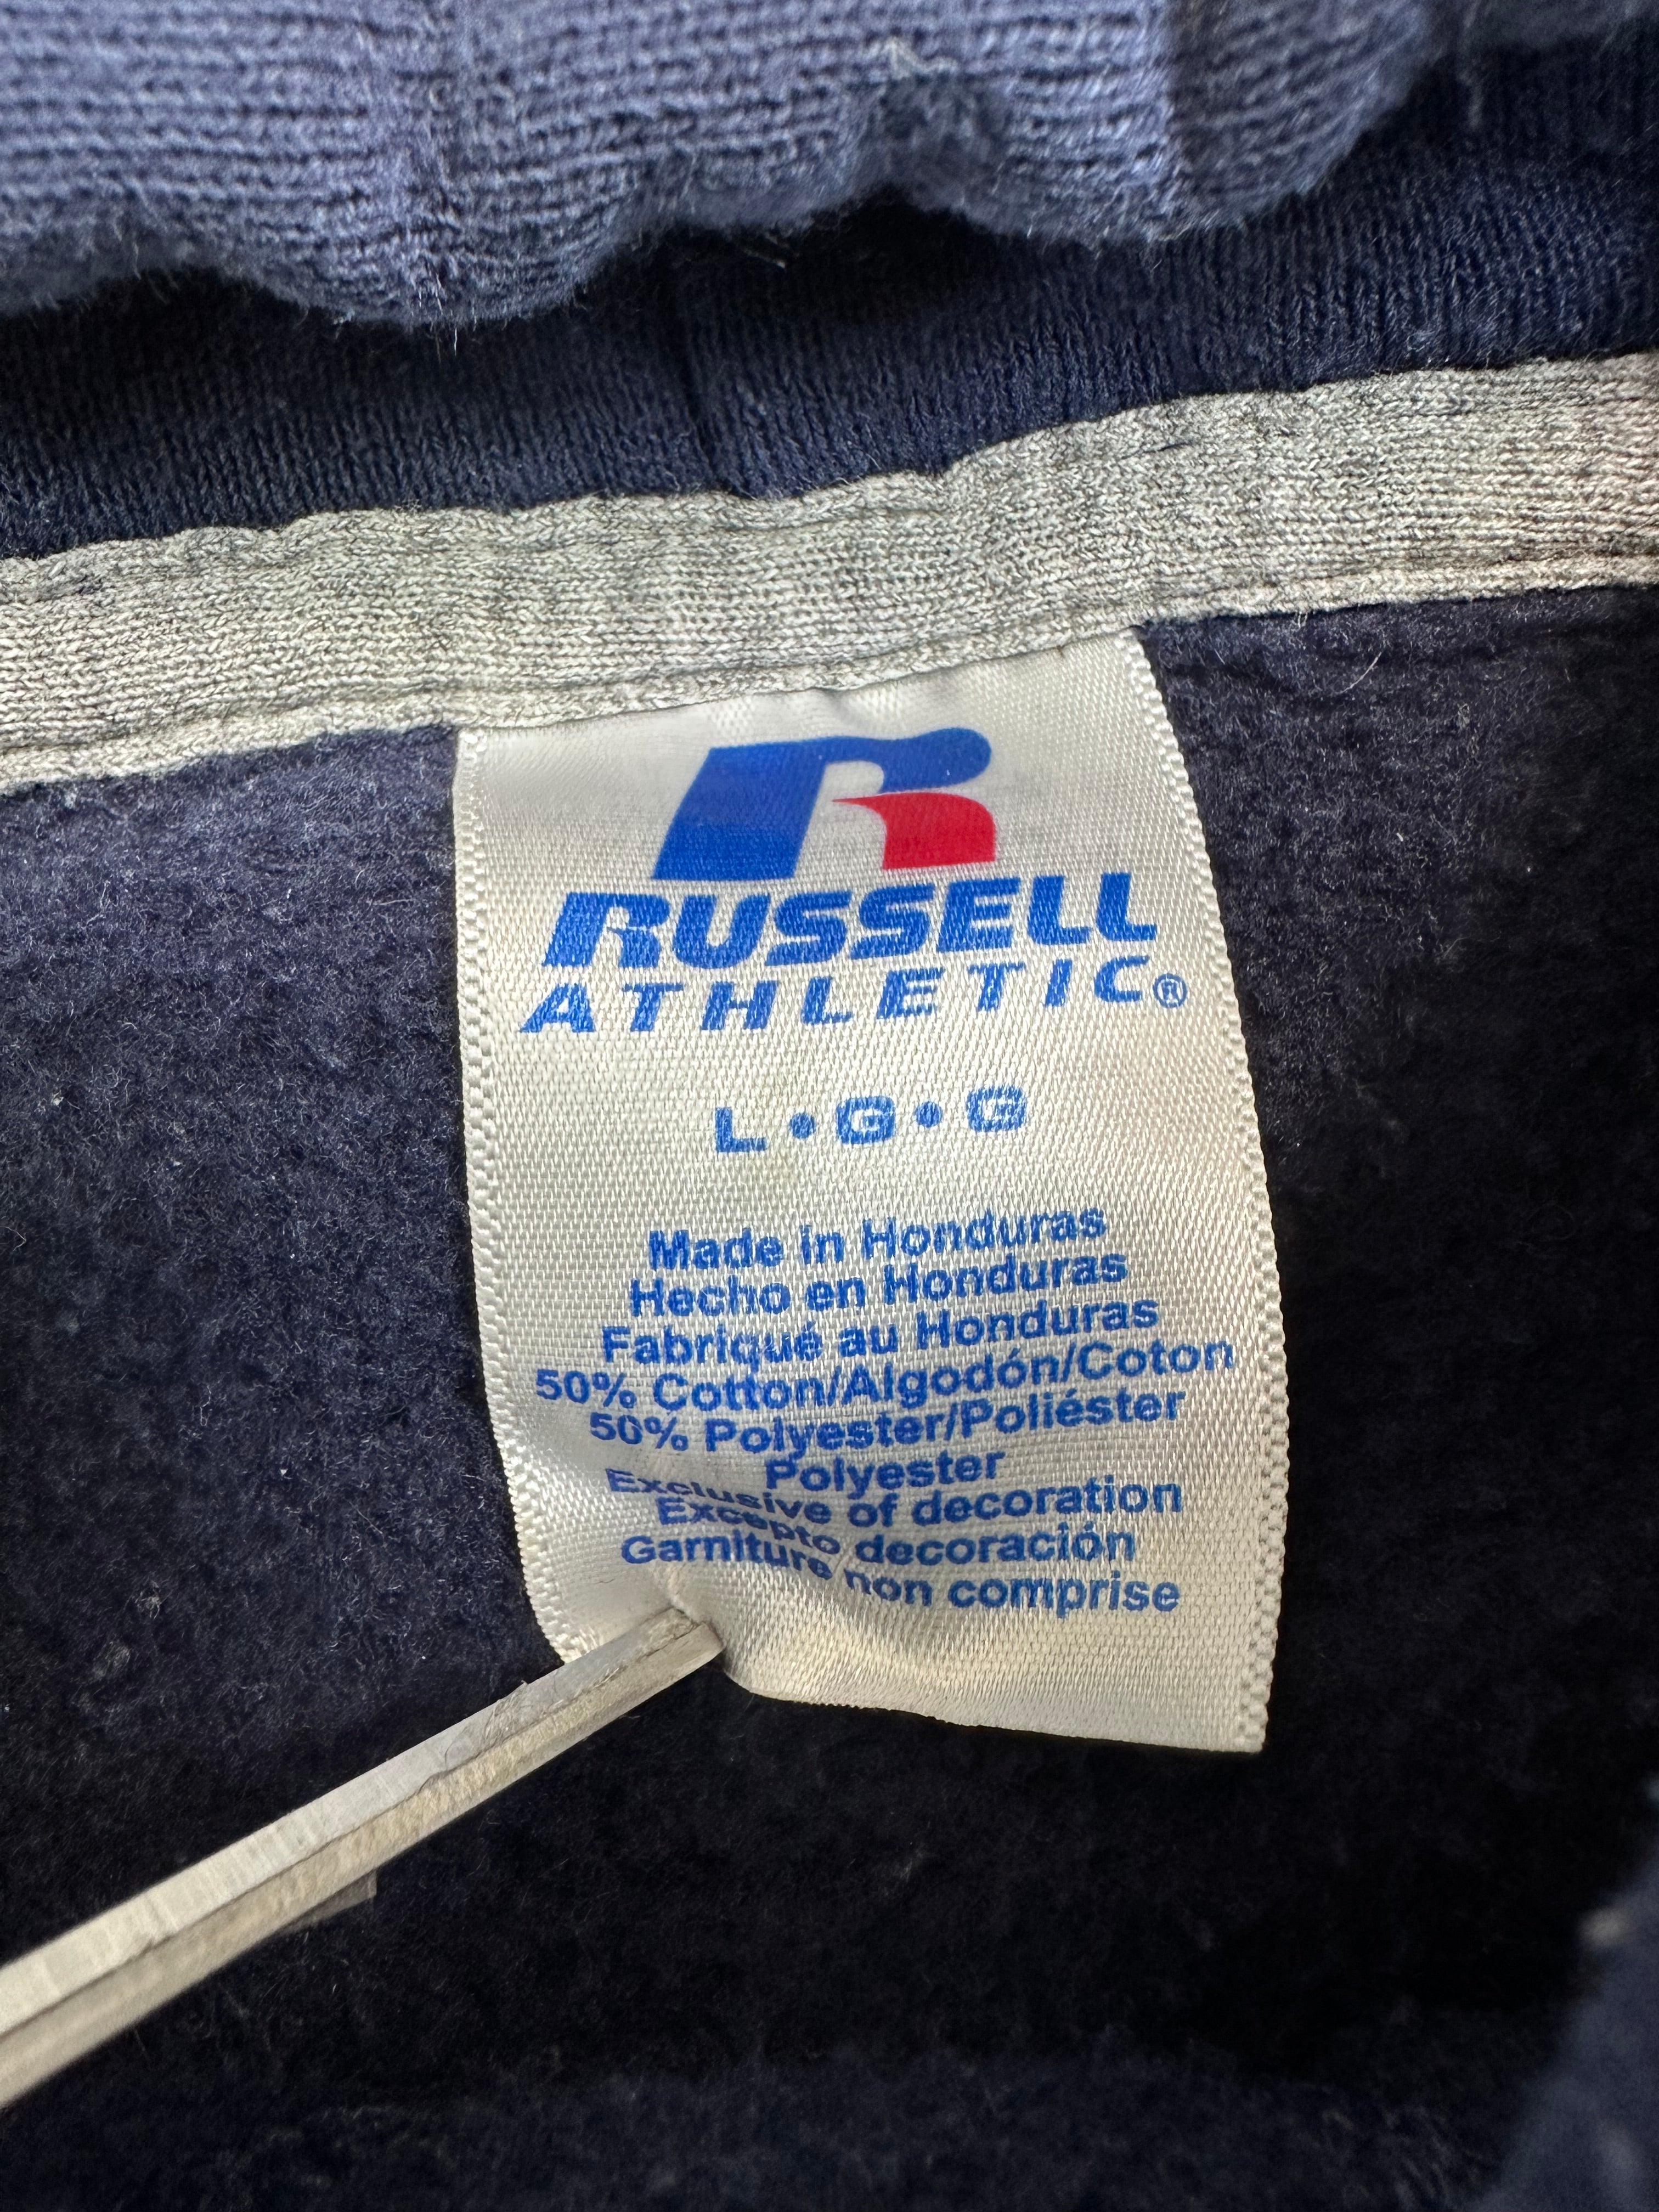 RUSSELL
ATHLETIC®
L•G•G
Made in Honduras
Hecho en Honduras
Fabriqué au Honduras
50% Cotton/Algodón/Coton
50% Polyester/Poliéster
Polyester
Exclusive of decoration
Excepto decoración
Garniture non comprise